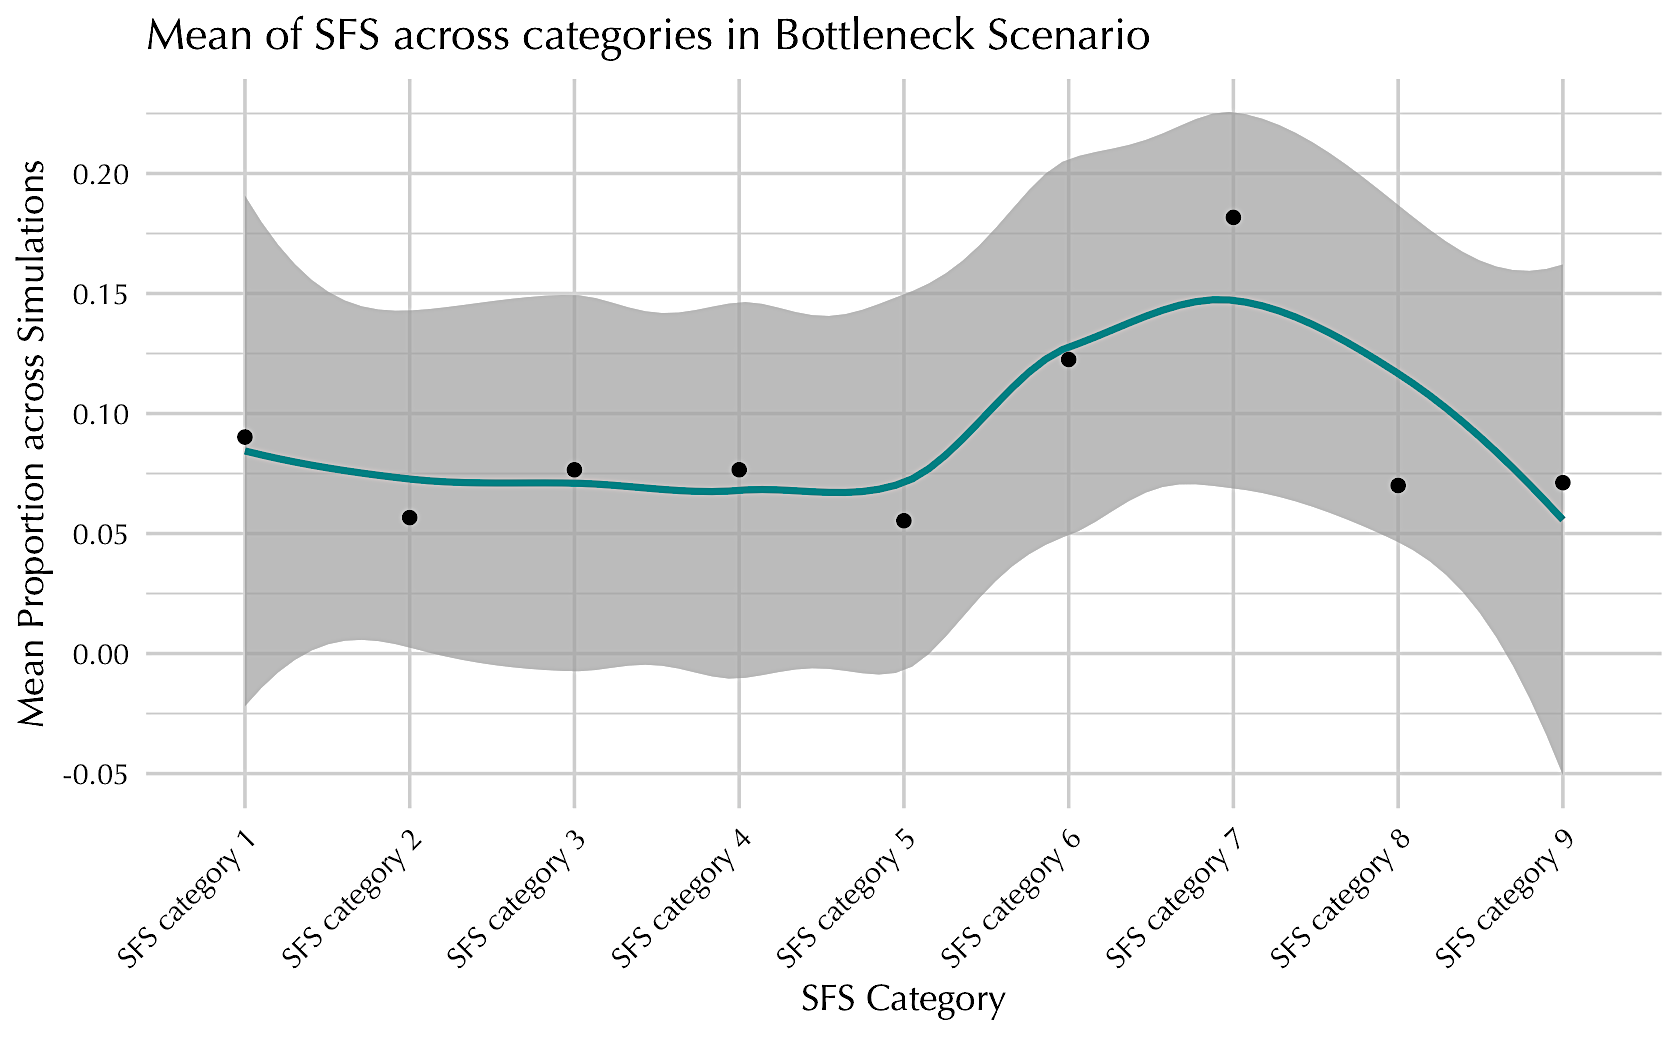 Mean of SFS across categories in Bottleneck Scenario
Mean Proportion across Simulations
0.20
0.15
0.10
0.05
0.00
-0.05
SFS category 1
SFS category 2
SFS category 3
SFS category 4
SFS category 5
SFS category 6
SFS category 7
SFS category 8
SFS category 9
SFS Category